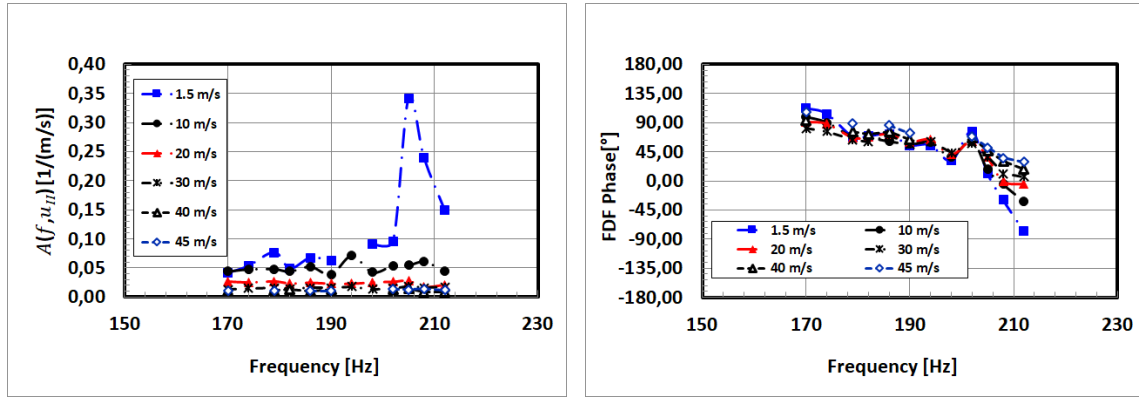 A(f,u_II) [1/(m/s)]
0,40
0,35
0,30
0,25
0,20
0,15
0,10
0,05
0,00
1.5 m/s
10 m/s
20 m/s
30 m/s
40 m/s
45 m/s
150 170 190 210 230
Frequency [Hz]
FDF Phase[°]
180,00
135,00
90,00
45,00
0,00
-45,00
-90,00
-135,00
-180,00
1.5 m/s 10 m/s
20 m/s 30 m/s
40 m/s 45 m/s
150 170 190 210 230
Frequency [Hz]